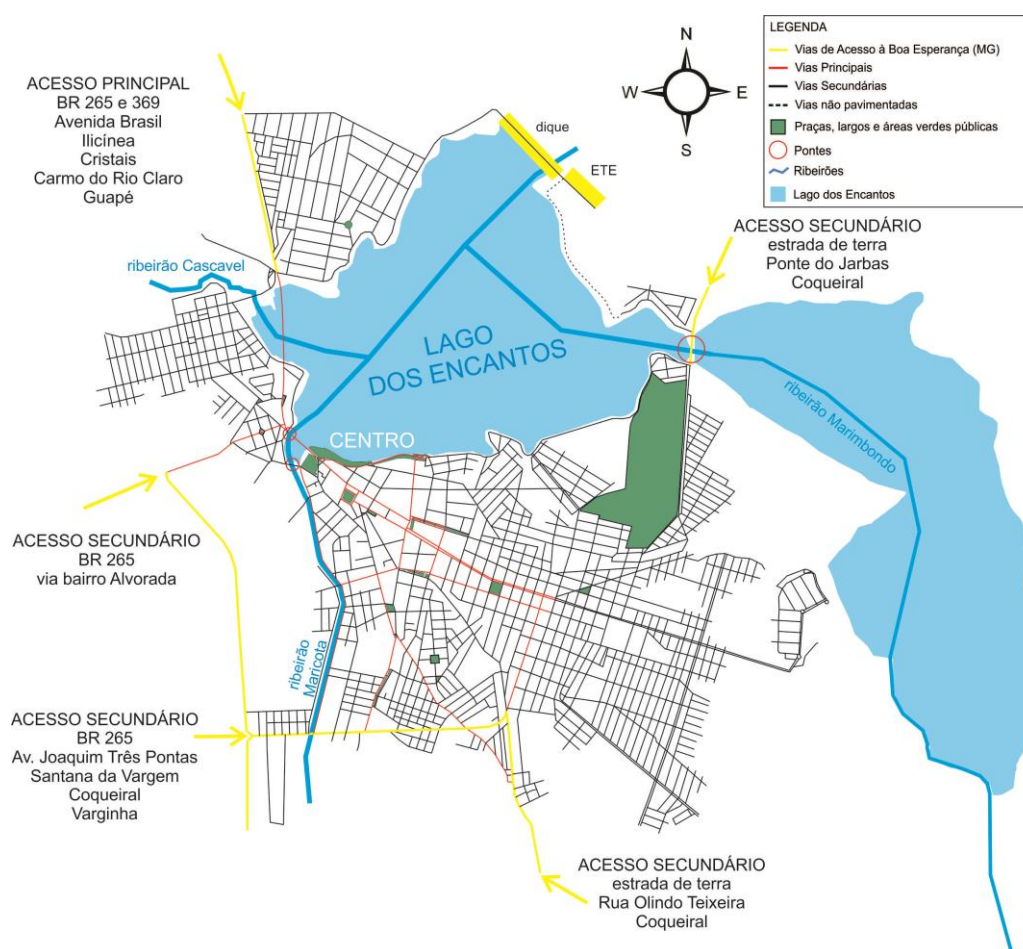 ACESSO PRINCIPAL
BR 265 e 369
Avenida Brasil
Ilicínea
Cristais
Carmo do Rio Claro
Guapé
N
W
E
S
LEGENDA
Vias de Acesso à Boa Esperança (MG)
Vias Principais
Vias Secundárias
Vias não pavimentadas
Praças, largos e áreas verdes públicas
Pontes
Ribeirões
Lago dos Encantos
dique
ETE
ACESSO SECUNDÁRIO
estrada de terra
Ponte do Jarbas
Coqueiral
ribeirão Cascavel
LAGO
DOS ENCANTOS
ribeirão Marimbondo
CENTRO
ACESSO SECUNDÁRIO
BR 265
via bairro Alvorada
ribeirão
Maricota
ACESSO SECUNDÁRIO
BR 265
Av. Joaquim Três Pontas
Santana da Vargem
Coqueiral
Varginha
ACESSO SECUNDÁRIO
estrada de terra
Rua Olindo Teixeira
Coqueiral